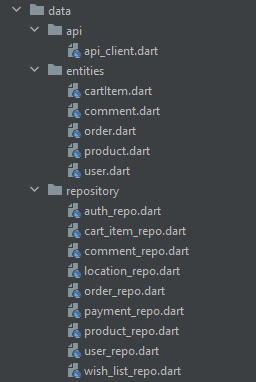 data
api
api_client.dart
entities
cartItem.dart
comment.dart
order.dart
product.dart
user.dart
repository
auth_repo.dart
cart_item_repo.dart
comment_repo.dart
location_repo.dart
order_repo.dart
payment_repo.dart
product_repo.dart
user_repo.dart
wish_list_repo.dart